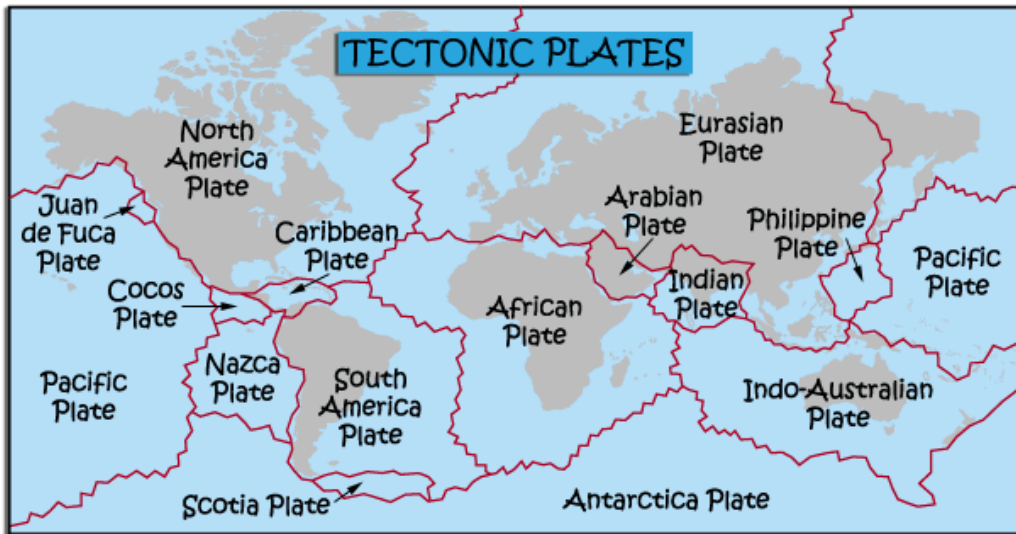 TECTONIC PLATES
North
America
Plate
Eurasian
Plate
Juan
de Fuca
Plate
Caribbean
Plate
Arabian
Plate
Philippine
Plate
Pacific
Plate
Cocos
Plate
African
Plate
Indian
Plate
Pacific
Plate
Nazca
Plate
South
America
Plate
Indo-Australian
Plate
Scotia Plate
Antarctica Plate